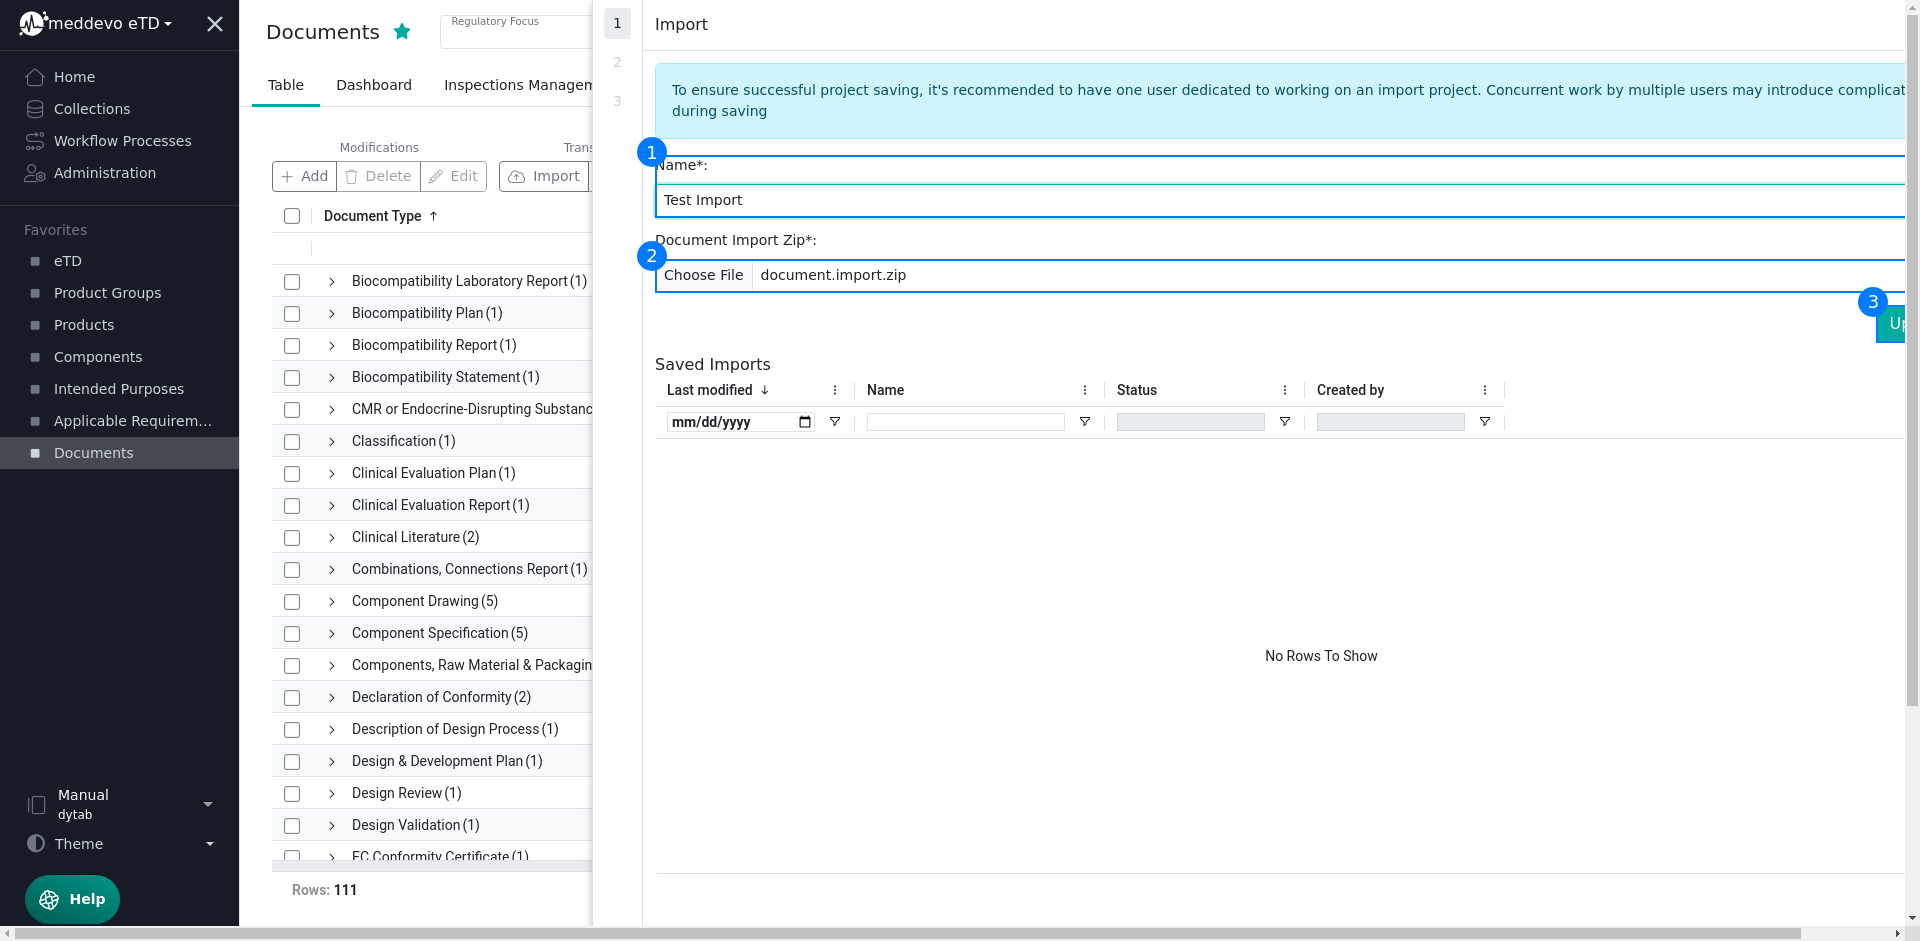 meddevo eTD
Home
Collections
Workflow Processes
Administration
Favorites
eTD
Product Groups
Products
Components
Intended Purposes
Applicable Requirem...
Documents
Manual
dytab
Theme
Help
Documents
Regulatory Focus
Table
Dashboard
Inspections Managem
Modifications
Trans
Add
Delete
Edit
Import
Document Type
Biocompatibility Laboratory Report (1)
Biocompatibility Plan (1)
Biocompatibility Report (1)
Biocompatibility Statement (1)
CMR or Endocrine-Disrupting Substanc
Classification (1)
Clinical Evaluation Plan (1)
Clinical Evaluation Report (1)
Clinical Literature (2)
Combinations, Connections Report (1)
Component Drawing (5)
Component Specification (5)
Components, Raw Material & Packagin
Declaration of Conformity (2)
Description of Design Process (1)
Design & Development Plan (1)
Design Review (1)
Design Validation (1)
EC Conformity Certificate (1)
Rows: 111
1
2
3
Import
To ensure successful project saving, it's recommended to have one user dedicated to working on an import project. Concurrent work by multiple users may introduce complicat
during saving
1
Name*:
Test Import
Document Import Zip*:
2
Choose File document.import.zip
3
Up
Saved Imports
Last modified
Name
Status
Created by
mm/dd/yyyy
No Rows To Show